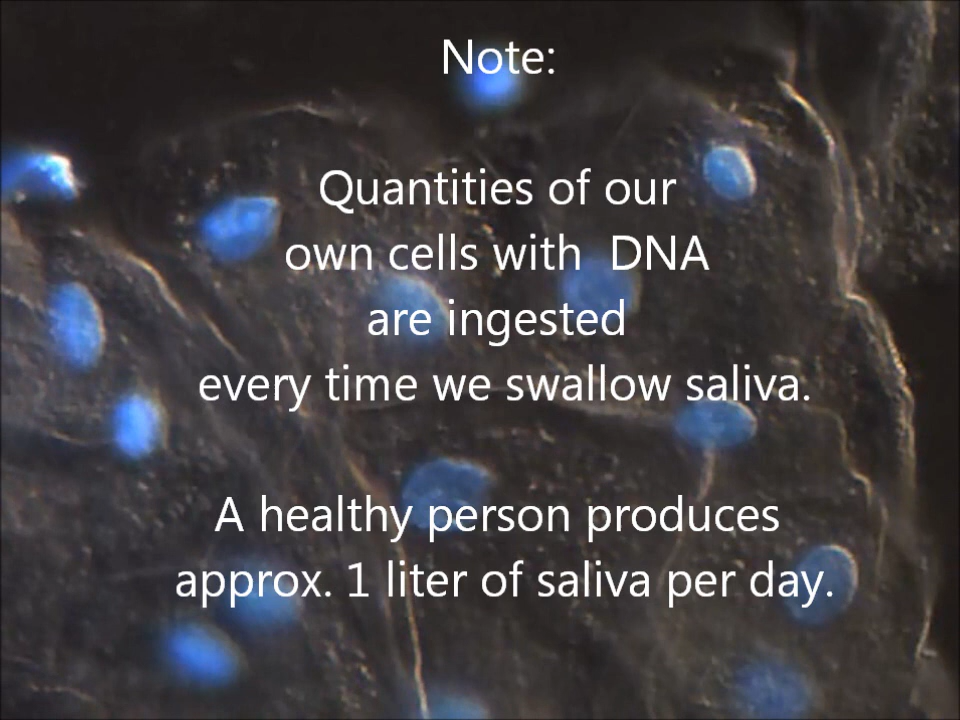 Note:
Quantities of our
own cells with  DNA
are ingested
every time we swallow saliva.
A healthy person produces
approx. 1 liter of saliva per day.